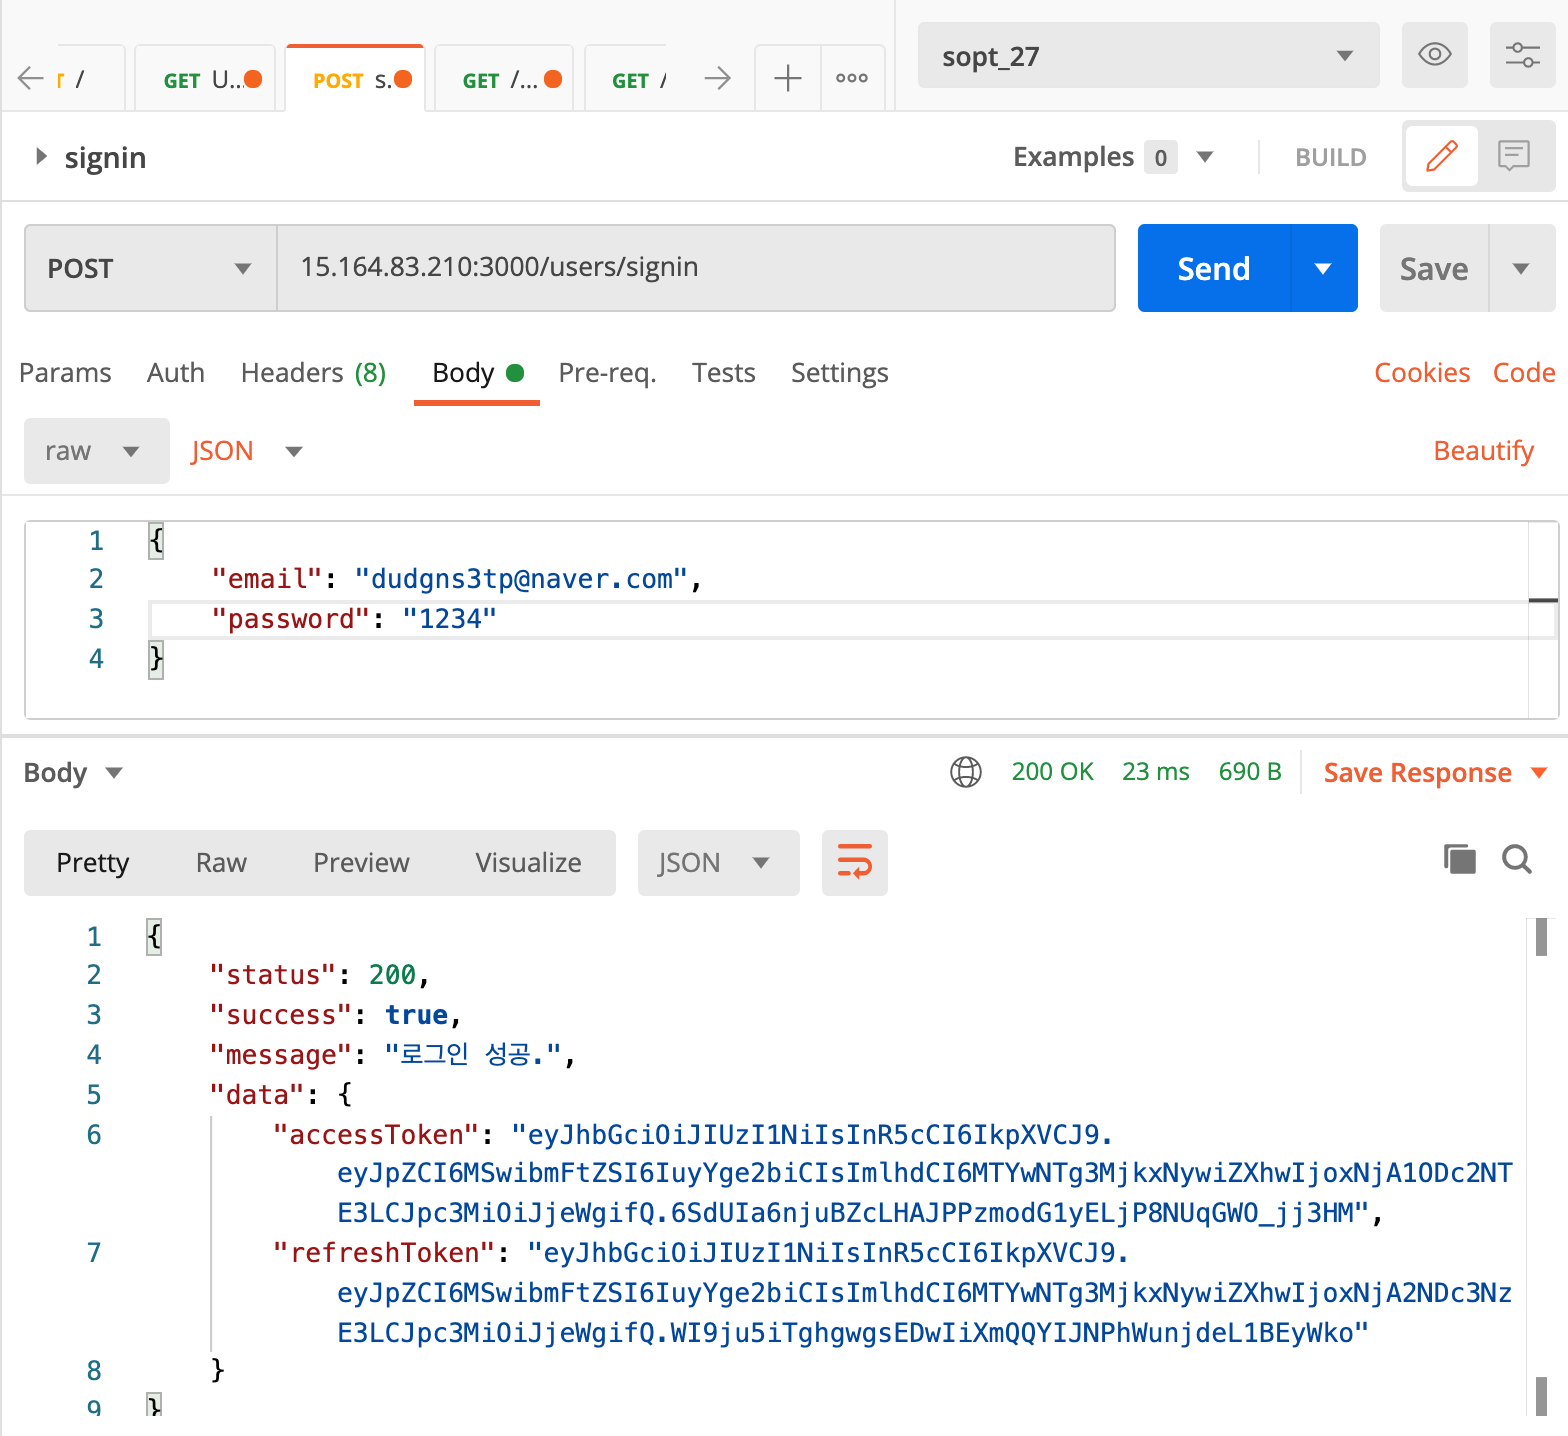 T /
GET U...
POST s.
GET /...
GET /
sopt_27
signin
Examples 0
BUILD
POST
15.164.83.210:3000/users/signin
Send
Save
Params Auth Headers (8) Body Pre-req. Tests Settings Cookies Code
raw JSON Beautify
1 {
2 "email": "dudgns3tp@naver.com",
3 "password": "1234"
4 }
Body 200 OK 23 ms 690 B Save Response
Pretty Raw Preview Visualize JSON
1 {
2 "status": 200,
3 "success": true,
4 "message": "로그인 성공.",
5 "data": {
6 "accessToken": "eyJhbGciOiJIUzI1NiIsInR5cCI6IkpXVCJ9.
eyJpZCI6MSwibmFtZSI6IuyYge2biCIsImlhdCI6MTYwNTg3MjkxNywiZXhwIjoxNjA1ODc2NT
E3LCJpc3MiOiJjeWgifQ.6SdUIa6njuBZcLHAJPPzmodG1yELjP8NUqGWO_jj3HM",
7 "refreshToken": "eyJhbGciOiJIUzI1NiIsInR5cCI6IkpXVCJ9.
eyJpZCI6MSwibmFtZSI6IuyYge2biCIsImlhdCI6MTYwNTg3MjkxNywiZXhwIjoxNjA2NDc3Nz
E3LCJpc3MiOiJjeWgifQ.WI9ju5iTghgwgsEDwIiXmQQYIJNPhWunjdeL1BEyWko"
8 }
9 }